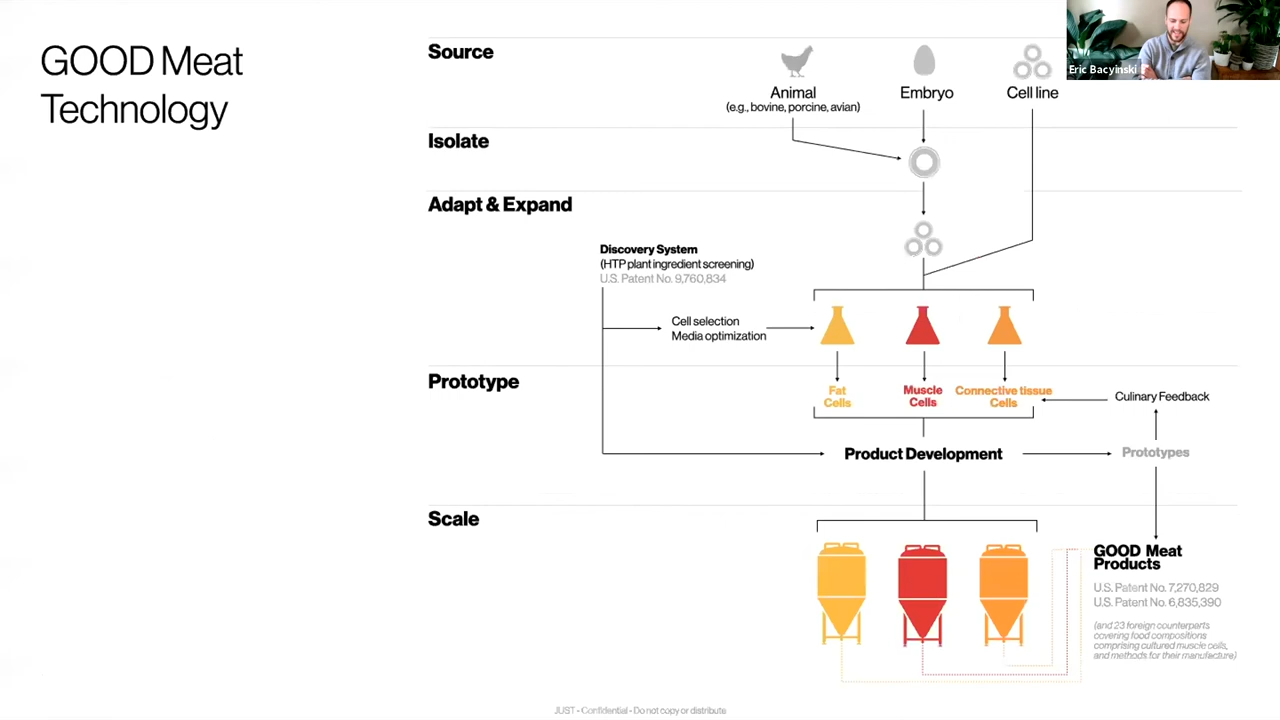 GOOD Meat
Technology
Source
Eric Bacyinski
Animal
(e.g., bovine, porcine, avian)
Embryo
Cell line
Isolate
Adapt & Expand
Discovery System
(HTP plant ingredient screening)
U.S. Patent No. 9,760,834
Cell selection
Media optimization
Prototype
Fat
Cells
Muscle
Cells
Connective tissue
Cells
Culinary Feedback
Product Development
Prototypes
Scale
GOOD Meat
Products
U.S. Patent No. 7,270,829
U.S. Patent No. 6,835,390
(and 23 foreign counterparts
covering food compositions
comprising cultured muscle cells,
and methods for their manufacture)
JUST - Confidential - Do not copy or distribute